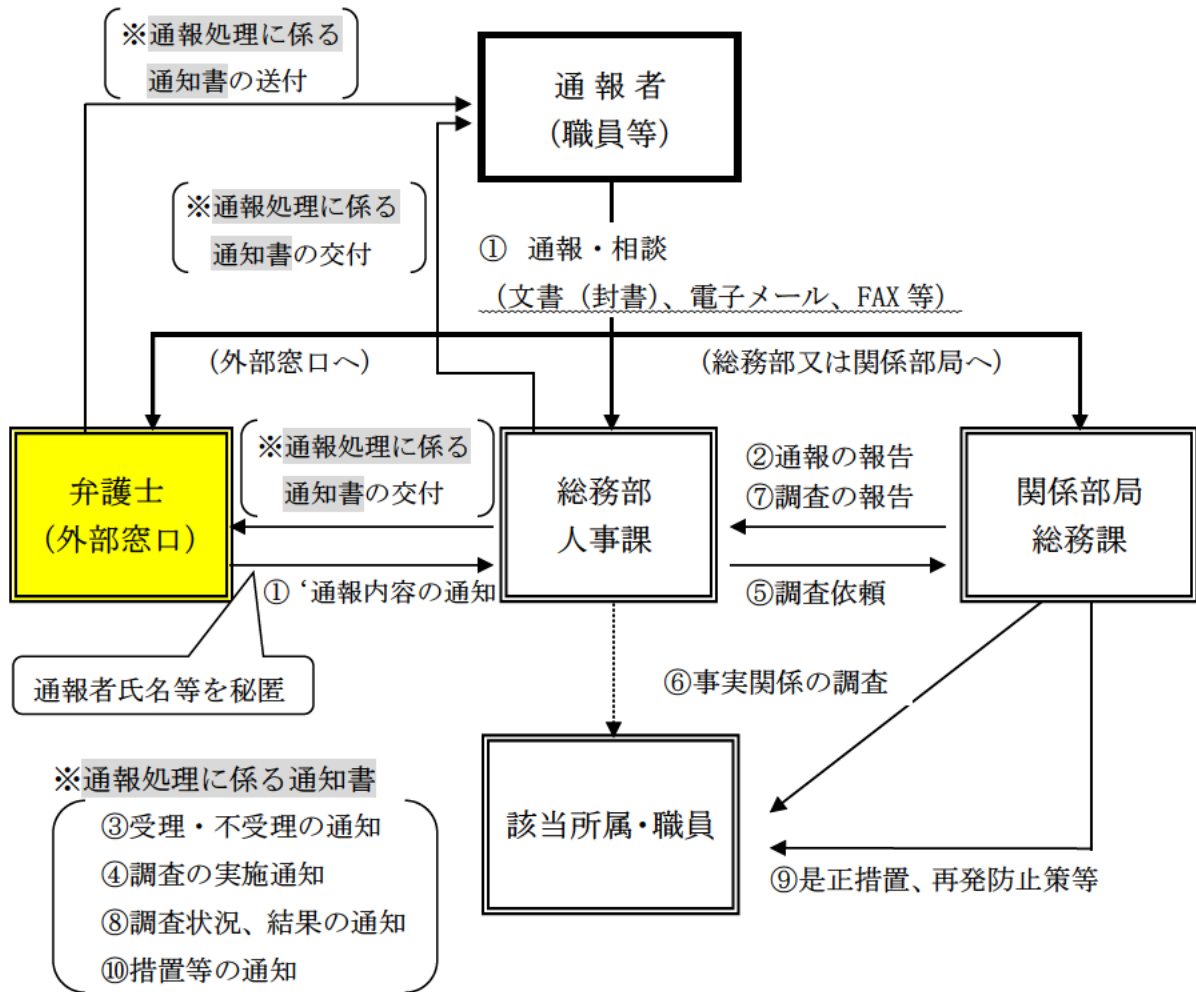 ※通報処理に係る
通知書の送付
通 報 者
(職員等)
※通報処理に係る
通知書の交付
① 通報・相談
(文書(封書)、電子メール、FAX 等)
(外部窓口へ)
(総務部又は関係部局へ)
弁護士
(外部窓口)
※通報処理に係る
通知書の交付
①‘通報内容の通知
総務部
人事課
②通報の報告
⑦調査の報告
⑤調査依頼
関係部局
総務課
通報者氏名等を秘匿
⑥事実関係の調査
※通報処理に係る通知書
③受理・不受理の通知
④調査の実施通知
⑧調査状況、結果の通知
⑩措置等の通知
該当所属・職員
⑨是正措置、再発防止策等